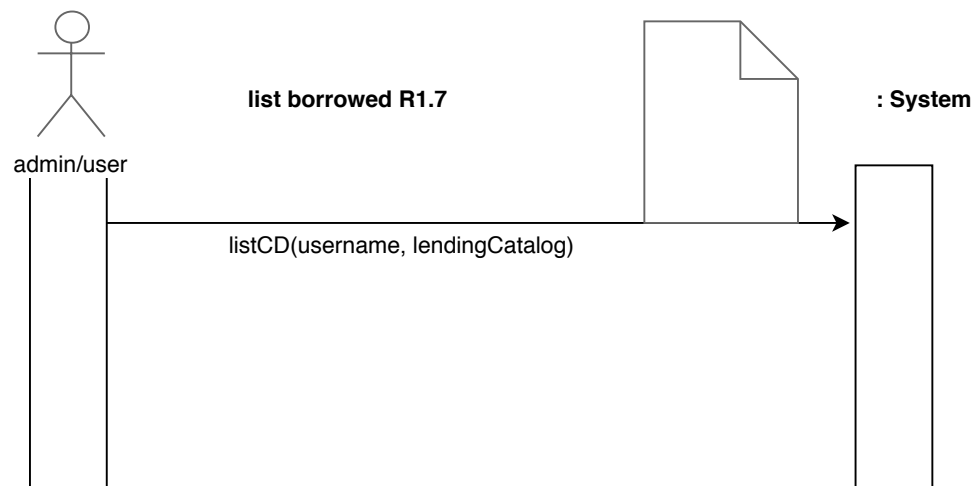 list borrowed R1.7
: System
admin/user
listCD(username, lendingCatalog)